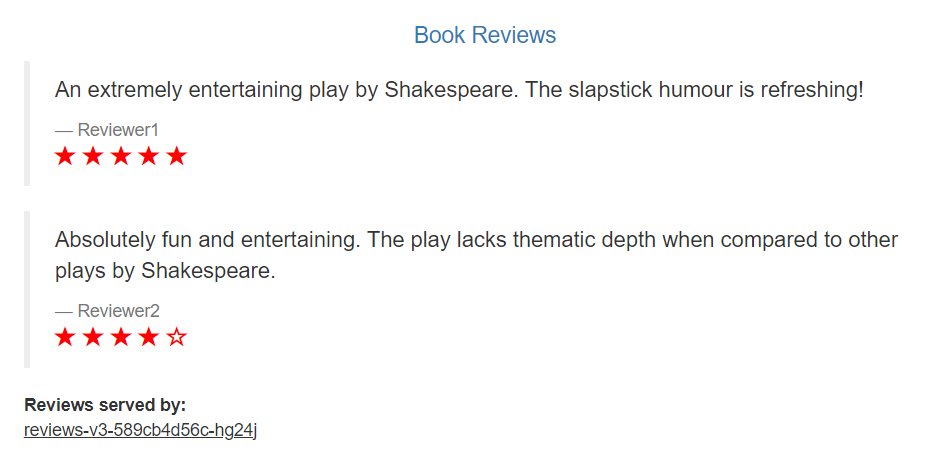 Book Reviews
An extremely entertaining play by Shakespeare. The slapstick humour is refreshing!
— Reviewer1
★ ★ ★ ★ ★
Absolutely fun and entertaining. The play lacks thematic depth when compared to other
plays by Shakespeare.
— Reviewer2
★ ★ ★ ★ ☆
Reviews served by:
reviews-v3-589cb4d56c-hg24j